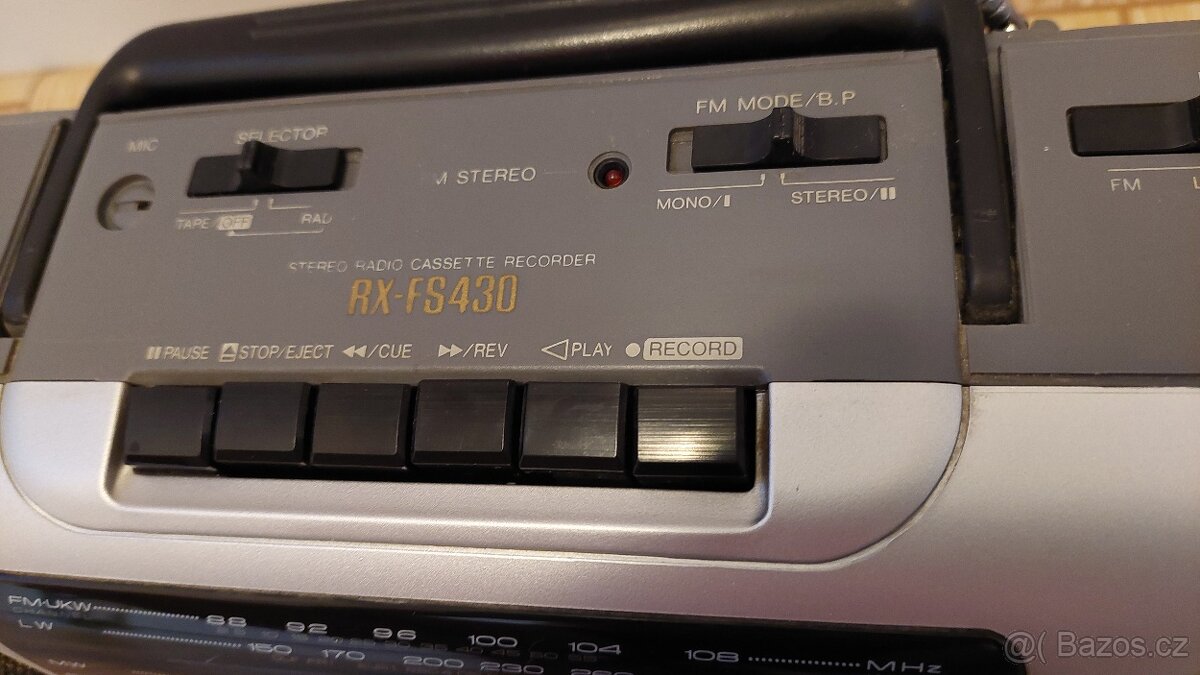 MIC
SELECTOR
TAPE/OFF
RAD
M STEREO
FM MODE/B.P
MONO/I
STEREO/II
FM
STEREO RADIO CASSETTE RECORDER
RX-FS430
PAUSE
STOP/EJECT
/CUE
/REV
PLAY
RECORD
FM-UKW 88 92 96 100 104 108 MHz
LW 150 170 200 230
MW
@( Bazos.cz